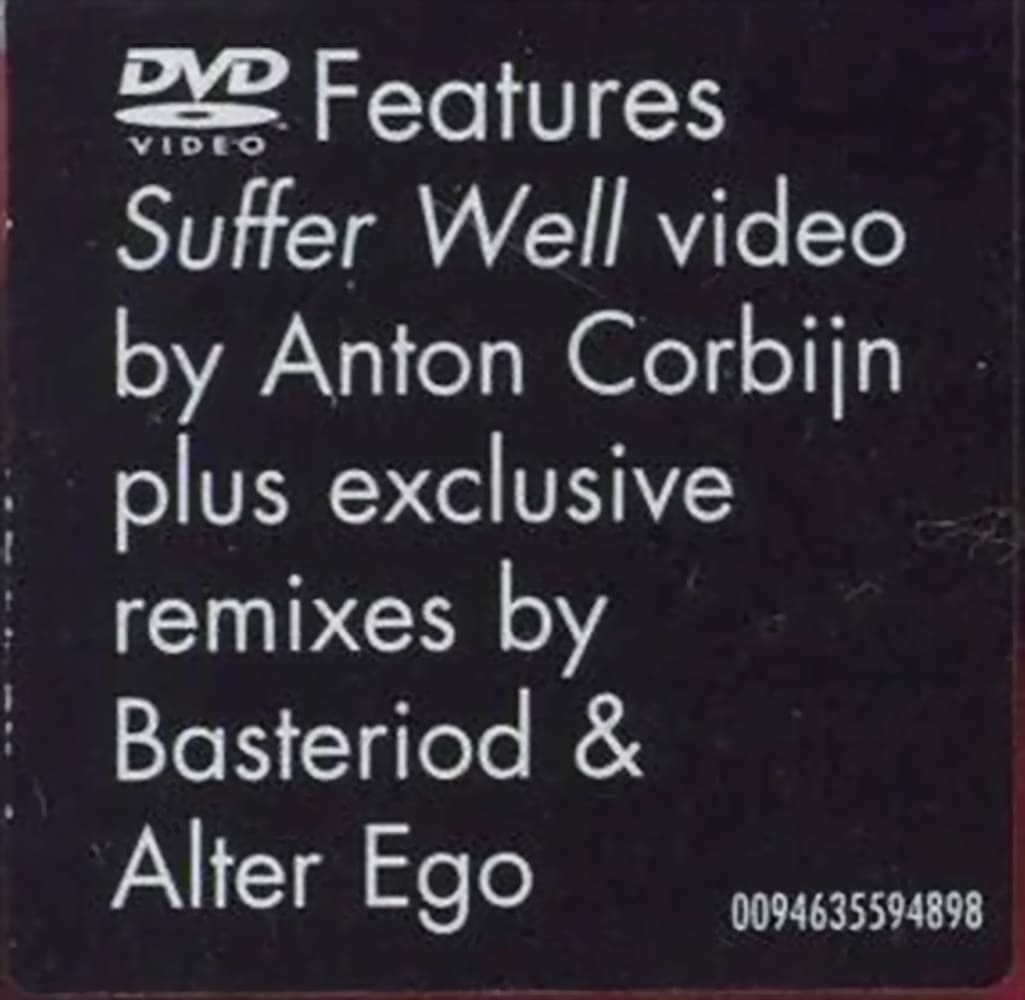 DVD Features
VIDEO
Suffer Well video
by Anton Corbijn
plus exclusive
remixes by
Basteriod &
Alter Ego
0094635594898